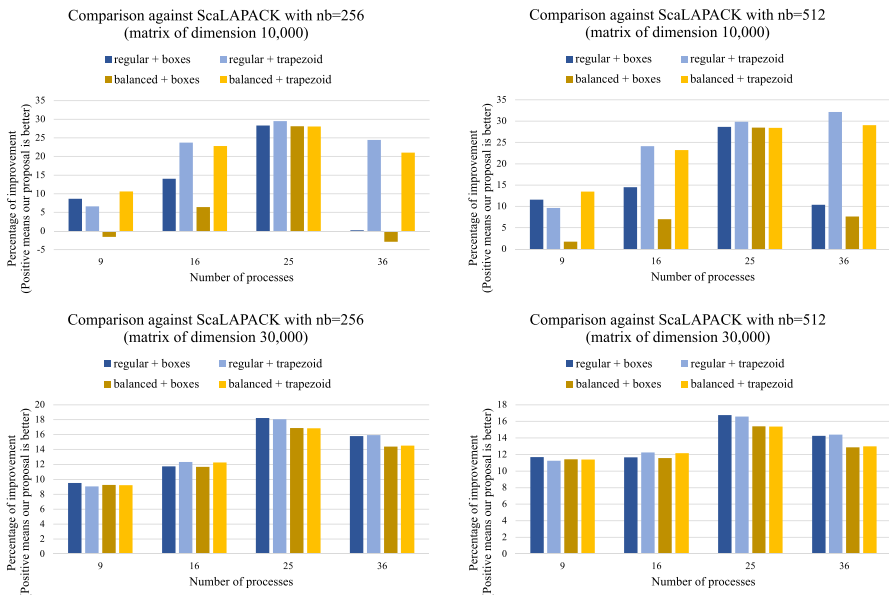 Comparison against ScaLAPACK with nb=256
(matrix of dimension 10,000)
regular + boxes
regular + trapezoid
balanced + boxes
balanced + trapezoid
Percentage of improvement
(Positive means our proposal is better)
35
30
25
20
15
10
5
0
-5
9
16
25
36
Number of processes
Comparison against ScaLAPACK with nb=512
(matrix of dimension 10,000)
regular + boxes
regular + trapezoid
balanced + boxes
balanced + trapezoid
Percentage of improvement
(Positive means our proposal is better)
35
30
25
20
15
10
5
0
9
16
25
36
Number of processes
Comparison against ScaLAPACK with nb=256
(matrix of dimension 30,000)
regular + boxes
regular + trapezoid
balanced + boxes
balanced + trapezoid
Percentage of improvement
(Positive means our proposal is better)
20
18
16
14
12
10
8
6
4
2
0
9
16
25
36
Number of processes
Comparison against ScaLAPACK with nb=512
(matrix of dimension 30,000)
regular + boxes
regular + trapezoid
balanced + boxes
balanced + trapezoid
Percentage of improvement
(Positive means our proposal is better)
18
16
14
12
10
8
6
4
2
0
9
16
25
36
Number of processes